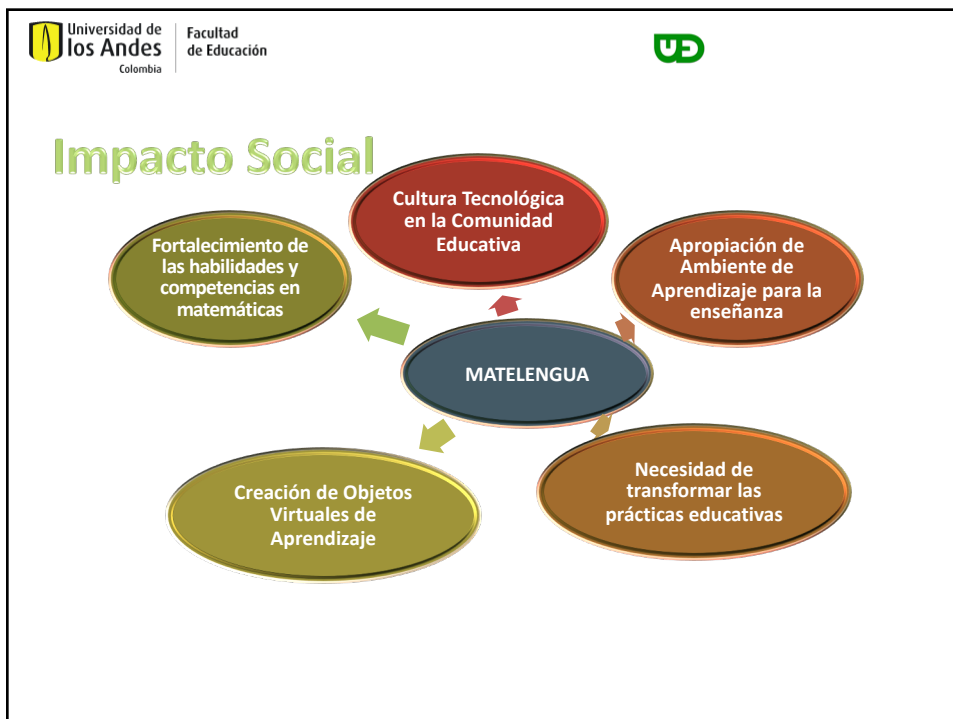 Universidad de
los Andes
Colombia
Facultad
de Educación
UD
Impacto Social
Cultura Tecnológica
en la Comunidad
Educativa
Fortalecimiento de
las habilidades y
competencias en
matemáticas
Apropiación de
Ambiente de
Aprendizaje para la
enseñanza
MATELENGUA
Creación de Objetos
Virtuales de
Aprendizaje
Necesidad de
transformar las
prácticas educativas